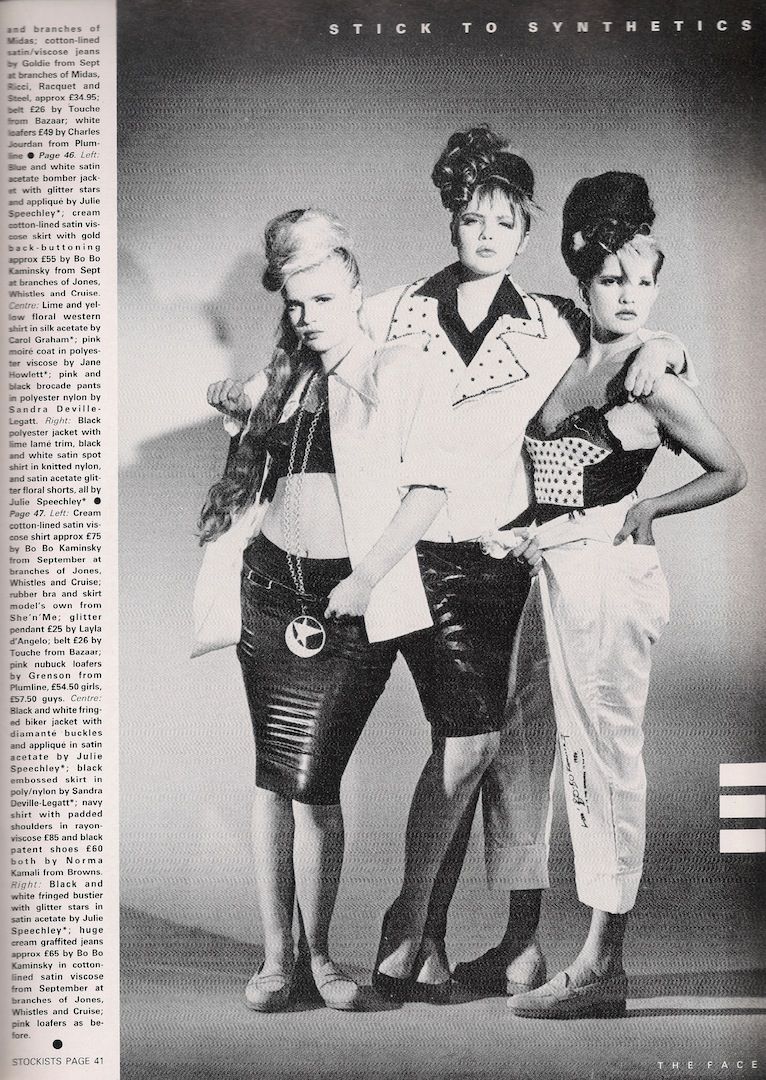 STICK TO SYNTHETICS
and branches of
Midas; cotton-lined
satin/viscose jeans
by Goldie from Sept
at branches of Midas,
Ricci, Racquet and
Steel, approx £34.95;
belt £26 by Touche
from Bazaar; white
loafers £49 by Charles
Jourdan from Plum-
line ● Page 46. Left:
Blue and white satin
acetate bomber jack-
et with glitter stars
and appliqué by Julie
Speechley*; cream
cotton-lined satin vis-
cose skirt with gold
back-buttoning
approx £55 by Bo Bo
Kaminsky from Sept
at branches of Jones,
Whistles and Cruise.
Centre: Lime and yel-
low floral western
shirt in silk acetate by
Carol Graham*; pink
moiré coat in polyes-
ter viscose by Jane
Howlett*; pink and
black brocade pants
in polyester nylon by
Sandra Deville-
Legatt. Right: Black
polyester jacket with
lime lamé trim, black
and white satin spot
shirt in knitted nylon,
and satin acetate glit-
ter floral shorts, all by
Julie Speechley* ●
Page 47. Left: Cream
cotton-lined satin vis-
cose shirt approx £75
by Bo Bo Kaminsky
from September at
branches of Jones,
Whistles and Cruise;
rubber bra and skirt
model's own from
She'n'Me; glitter
pendant £25 by Layla
d'Angelo; belt £26 by
Touche from Bazaar;
pink nubuck loafers
by Grenson from
Plumline, £54.50 girls,
£57.50 guys. Centre:
Black and white fring-
ed biker jacket with
diamanté buckles
and appliqué in satin
acetate by Julie
Speechley*; black
embossed skirt in
poly/nylon by Sandra
Deville-Legatt*; navy
shirt with padded
shoulders in rayon-
viscose £85 and black
patent shoes £60
both by Norma
Kamali from Browns.
Right: Black and
white fringed bustier
with glitter stars in
satin acetate by Julie
Speechley*; huge
cream graffited jeans
approx £65 by Bo Bo
Kaminsky in cotton-
lined satin viscose
from September at
branches of Jones,
Whistles and Cruise;
pink loafers as be-
fore.
●
STOCKISTS PAGE 41
THE FACE